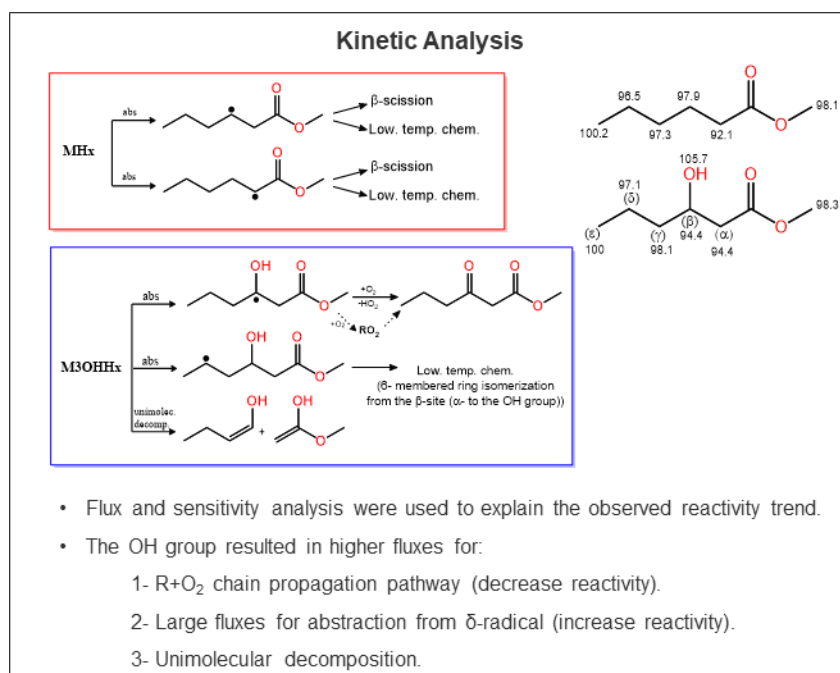 Kinetic Analysis
MHx
abs
O
O
β-scission
Low. temp. chem.
abs
O
O
β-scission
Low. temp. chem.
96.5
97.9
O
98.1
O
100.2
97.3
92.1
105.7
OH
O
97.1
(δ)
98.3
O
(ε)
(γ)
(β)
(α)
100
98.1
94.4
94.4
M3OHHx
abs
OH
O
O
+O₂
-HO₂
+O₂
RO₂
O
O
O
abs
OH
O
O
Low. temp. chem.
(6- membered ring isomerization
from the β-site (α- to the OH group))
unimolec.
decomp.
OH
+
OH
O
• Flux and sensitivity analysis were used to explain the observed reactivity trend.
• The OH group resulted in higher fluxes for:
1- R+O₂ chain propagation pathway (decrease reactivity).
2- Large fluxes for abstraction from δ-radical (increase reactivity).
3- Unimolecular decomposition.